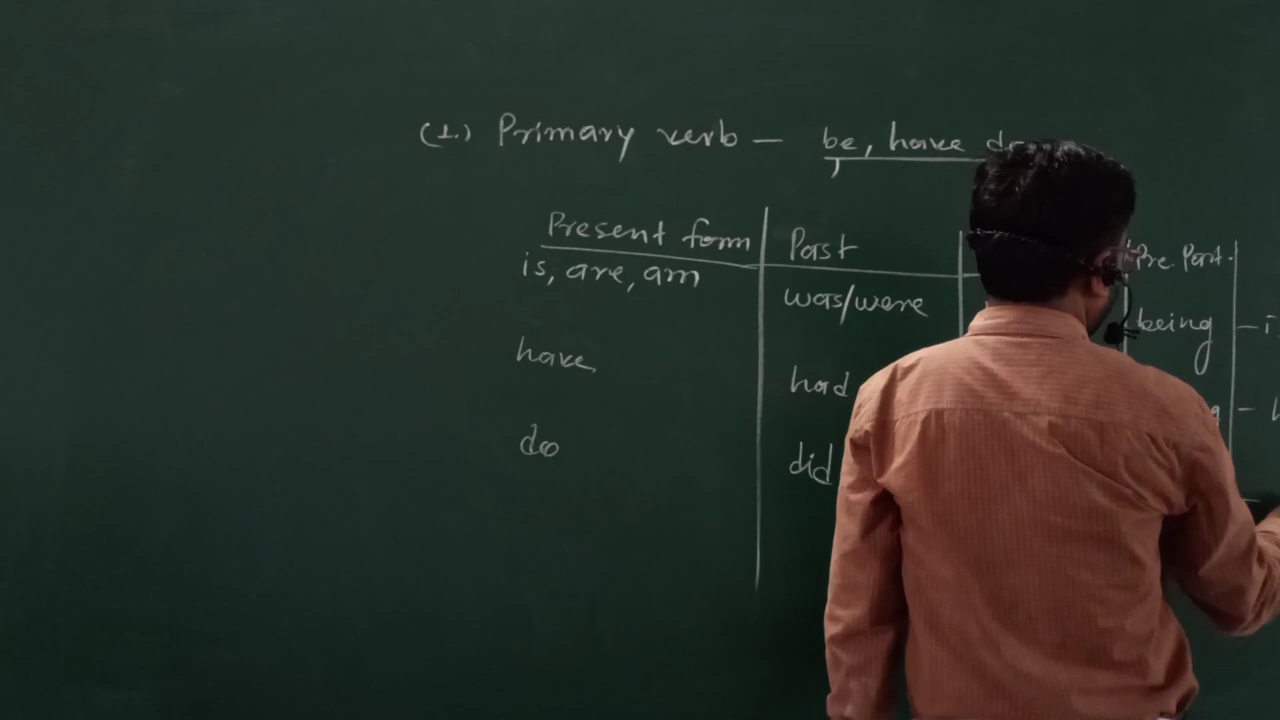 (1.) Primary verb — be, have do
Present form | Past | Pre. Part.
is, are, am | was/were | being –
have, | had –
do | did